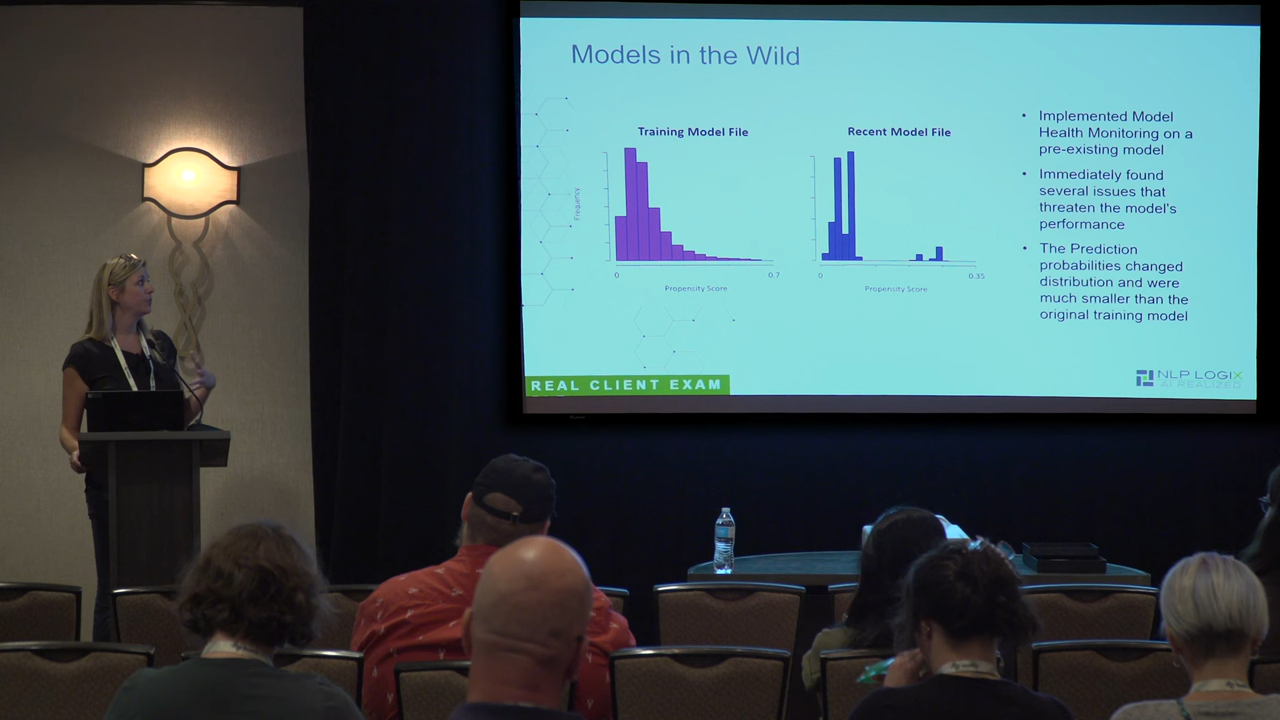 Models in the Wild
Training Model File
Frequency
0
0.7
Propensity Score
Recent Model File
0
0.35
Propensity Score
• Implemented Model
Health Monitoring on a
pre-existing model
• Immediately found
several issues that
threaten the model's
performance
• The Prediction
probabilities changed
distribution and were
much smaller than the
original training model
REAL CLIENT EXAM
NLP LOGIX
AI REALIZED